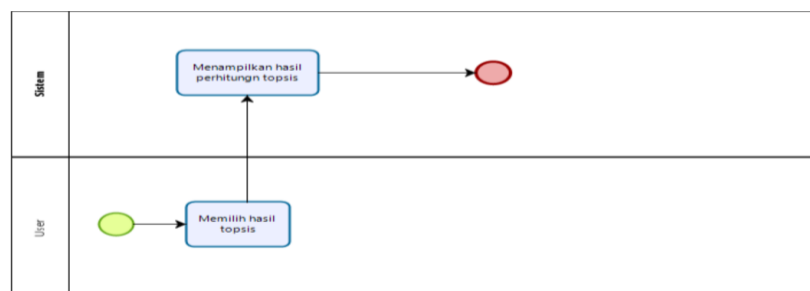 Sistem
Menampilkan hasil
perhitungn topsis
User
Memilih hasil
topsis